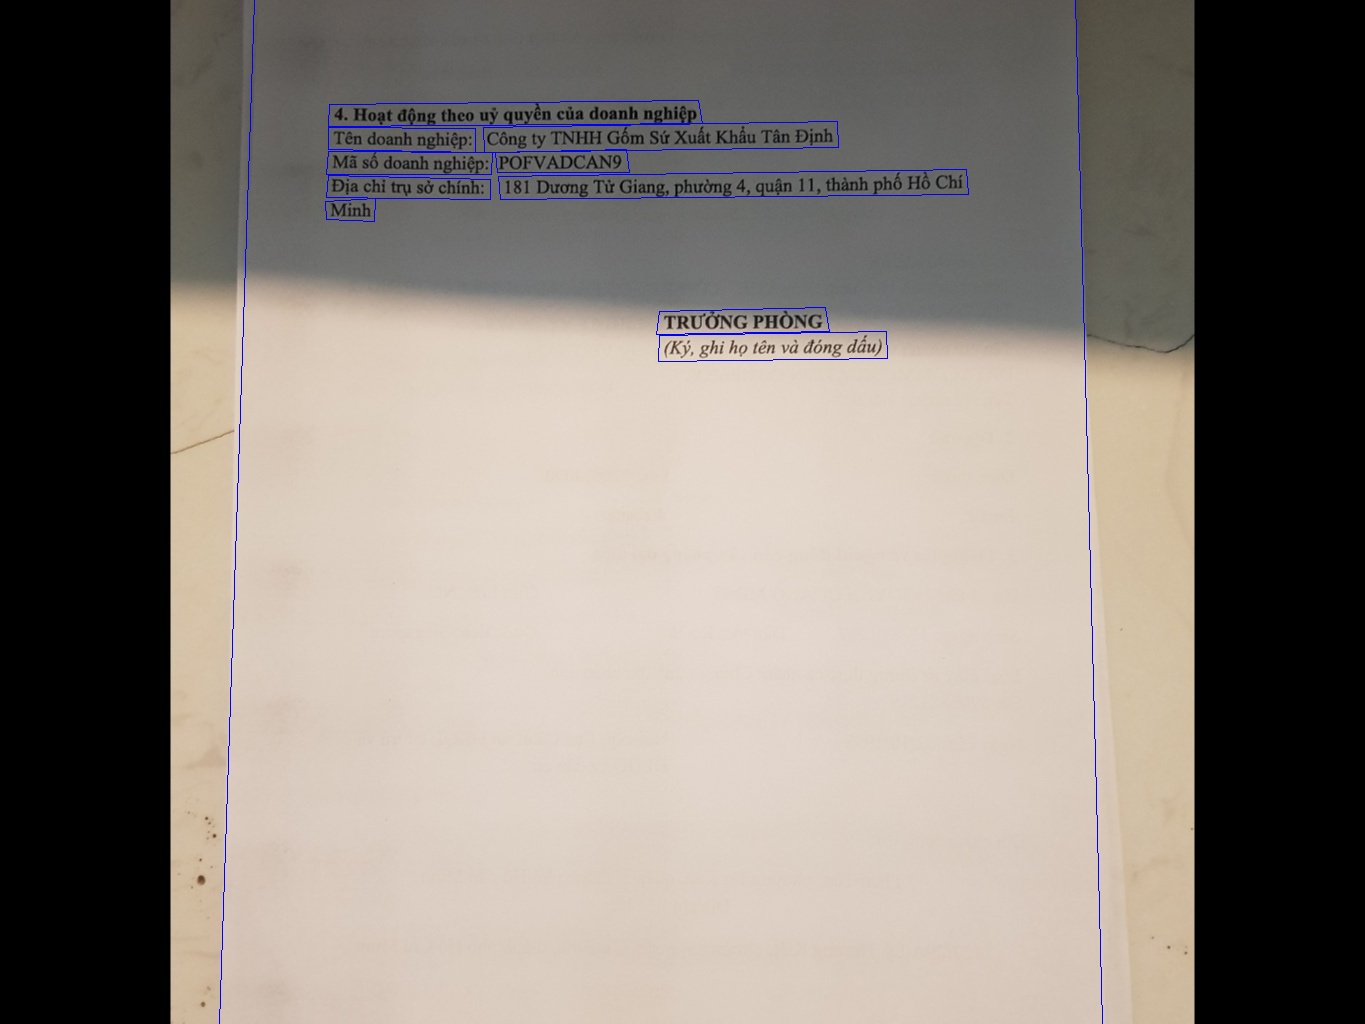 4. Hoạt động theo uỷ quyền của doanh nghiệp
Tên doanh nghiệp: Công ty TNHH Gốm Sứ Xuất Khẩu Tân Định
Mã số doanh nghiệp: POFVADCAN9
Địa chỉ trụ sở chính: 181 Dương Tử Giang, phường 4, quận 11, thành phố Hồ Chí
Minh
TRƯỞNG PHÒNG
(Ký, ghi họ tên và đóng dấu)